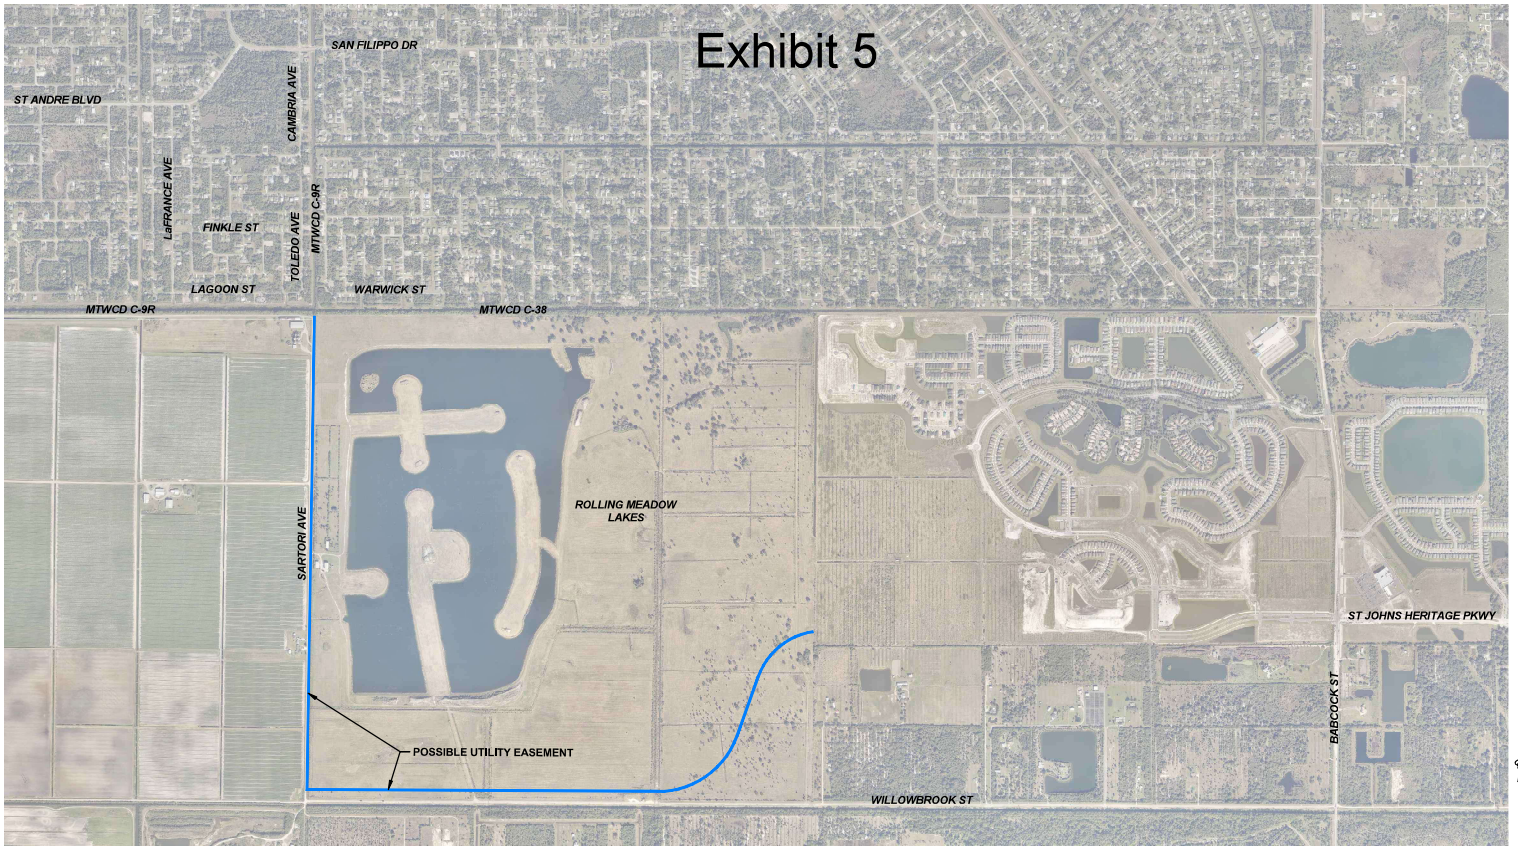 Exhibit 5
SAN FILIPPO DR
ST ANDRE BLVD
CAMBRIA AVE
LaFRANCE AVE
MTWCD C-9R
TOLEDO AVE
FINKLE ST
LAGOON ST
WARWICK ST
MTWCD C-9R
MTWCD C-38
ROLLING MEADOW
LAKES
SARTORI AVE
ST JOHNS HERITAGE PKWY
BABCOCK ST
POSSIBLE UTILITY EASEMENT
WILLOWBROOK ST